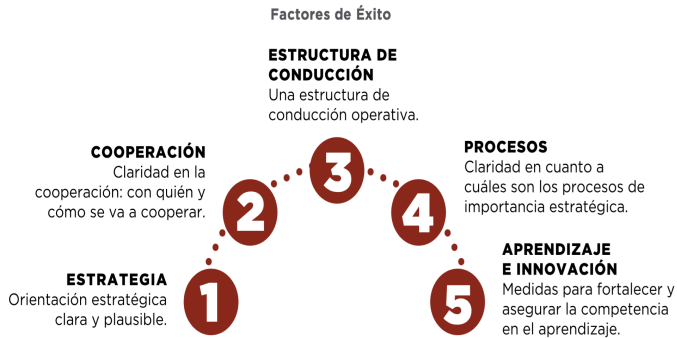 Factores de Éxito
1
ESTRATEGIA
Orientación estratégica
clara y plausible.
2
COOPERACIÓN
Claridad en la
cooperación: con quién y
cómo se va a cooperar.
3
ESTRUCTURA DE
CONDUCCIÓN
Una estructura de
conducción operativa.
4
PROCESOS
Claridad en cuanto a
cuáles son los procesos de
importancia estratégica.
5
APRENDIZAJE
E INNOVACIÓN
Medidas para fortalecer y
asegurar la competencia
en el aprendizaje.